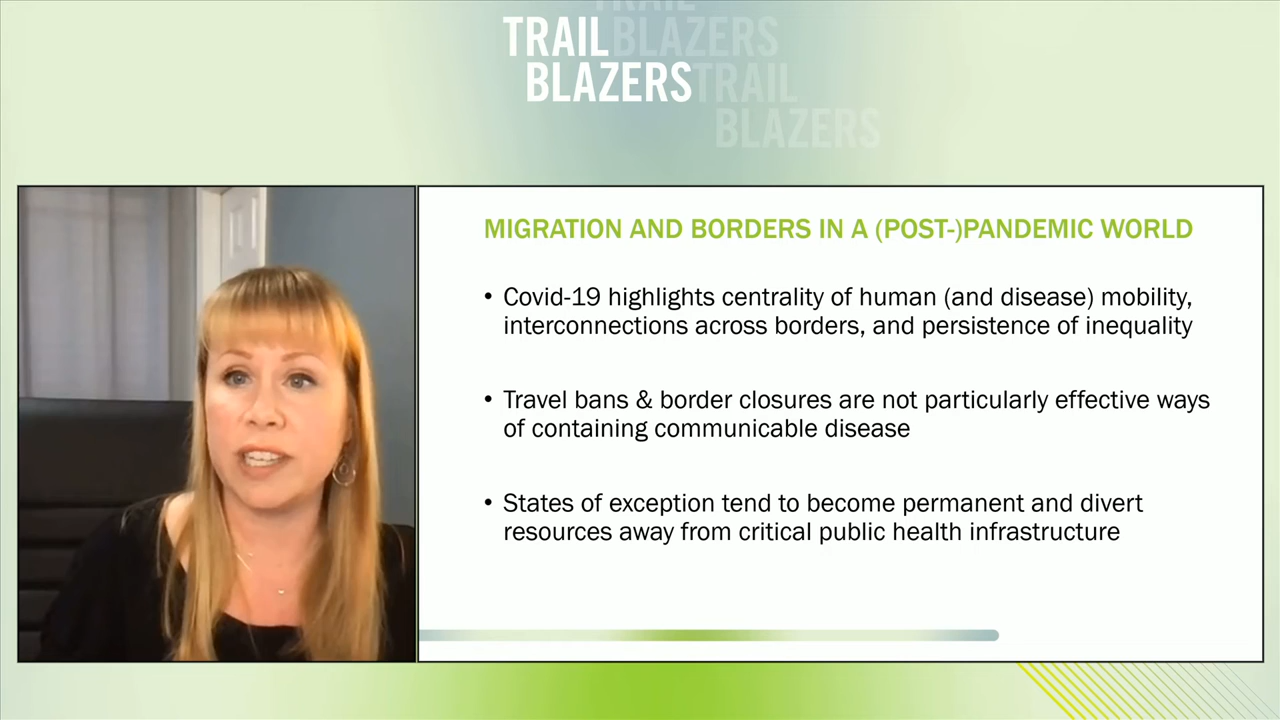 TRAIL
TRAILBLAZERS
BLAZERSTRAIL
BLAZERS
MIGRATION AND BORDERS IN A (POST-)PANDEMIC WORLD
• Covid-19 highlights centrality of human (and disease) mobility,
interconnections across borders, and persistence of inequality
• Travel bans & border closures are not particularly effective ways
of containing communicable disease
• States of exception tend to become permanent and divert
resources away from critical public health infrastructure